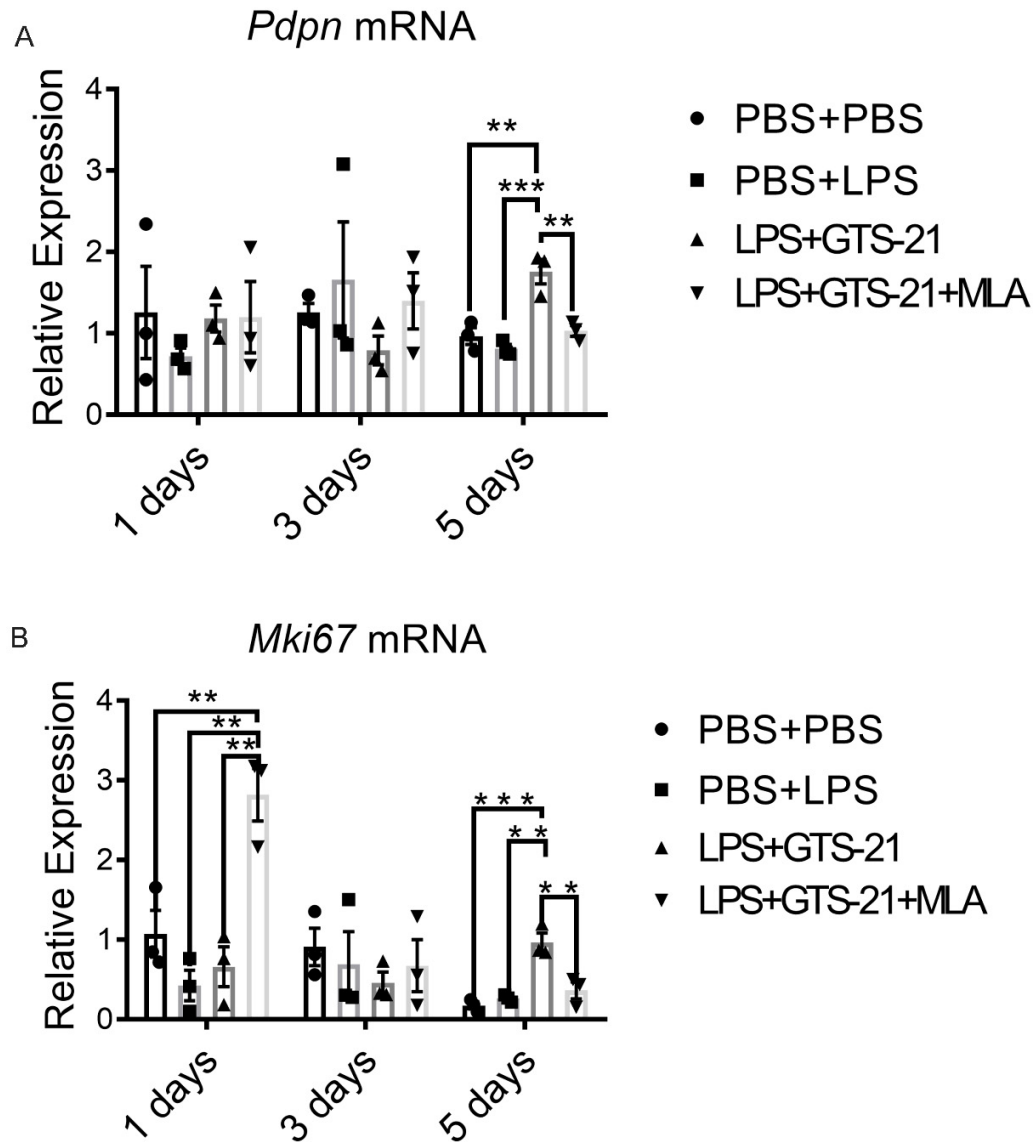 A
Pdpn mRNA
Relative Expression
4
3
2
1
0
** 
***
**
1 days
3 days
5 days
PBS+PBS
PBS+LPS
LPS+GTS-21
LPS+GTS-21+MLA
B
Mki67 mRNA
Relative Expression
4
3
2
1
0
**
**
**
* * *
* *
* *
1 days
3 days
5 days
PBS+PBS
PBS+LPS
LPS+GTS-21
LPS+GTS-21+MLA